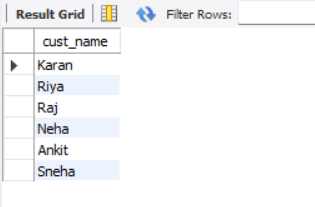 Result Grid Filter Rows:
cust_name
Karan
Riya
Raj
Neha
Ankit
Sneha